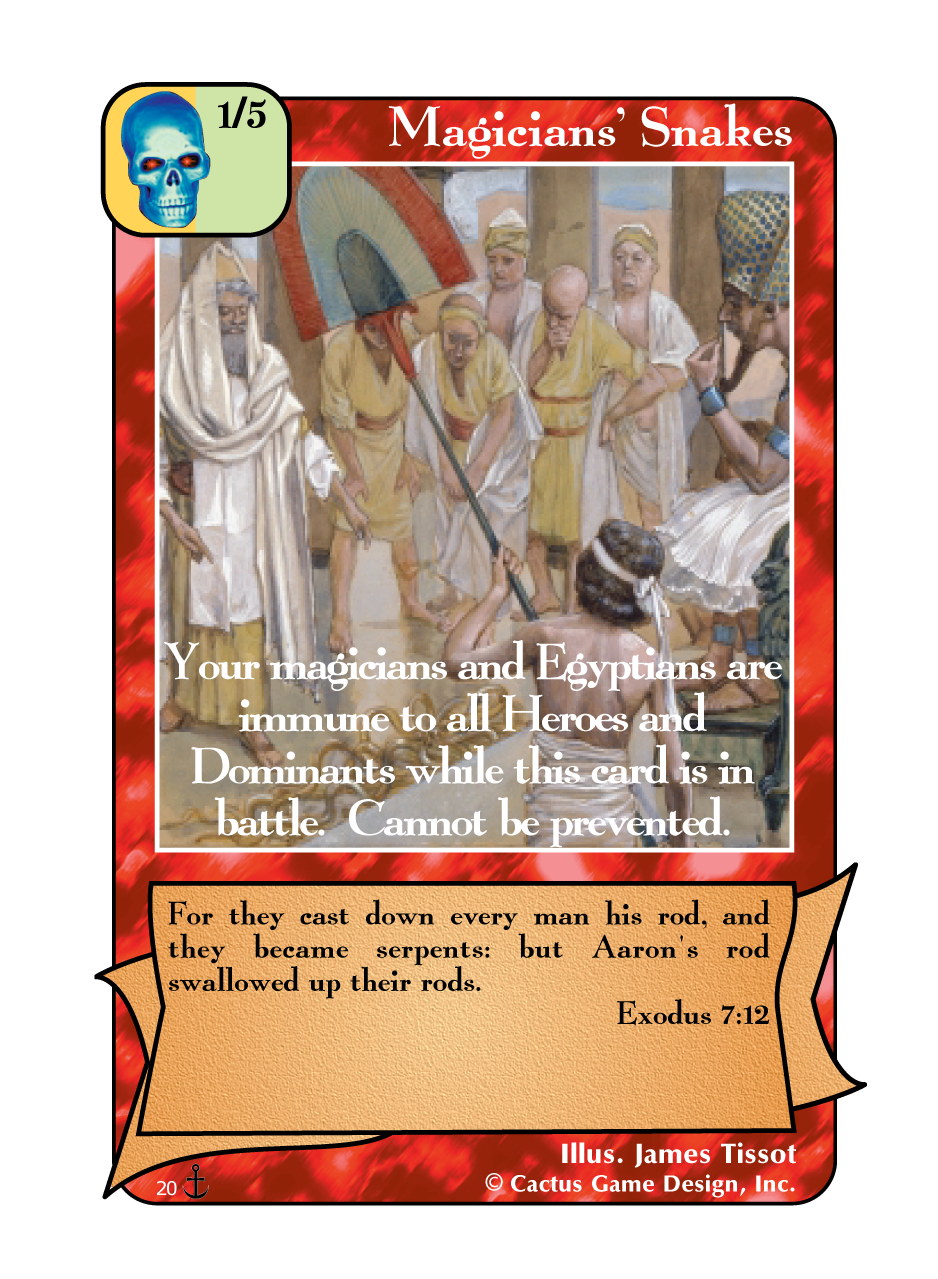 1/5
Magicians’ Snakes
Your magicians and Egyptians are
immune to all Heroes and
Dominants while this card is in
battle. Cannot be prevented.
For they cast down every man his rod, and
they became serpents: but Aaron's rod
swallowed up their rods.
Exodus 7:12
Illus. James Tissot
20
© Cactus Game Design, Inc.